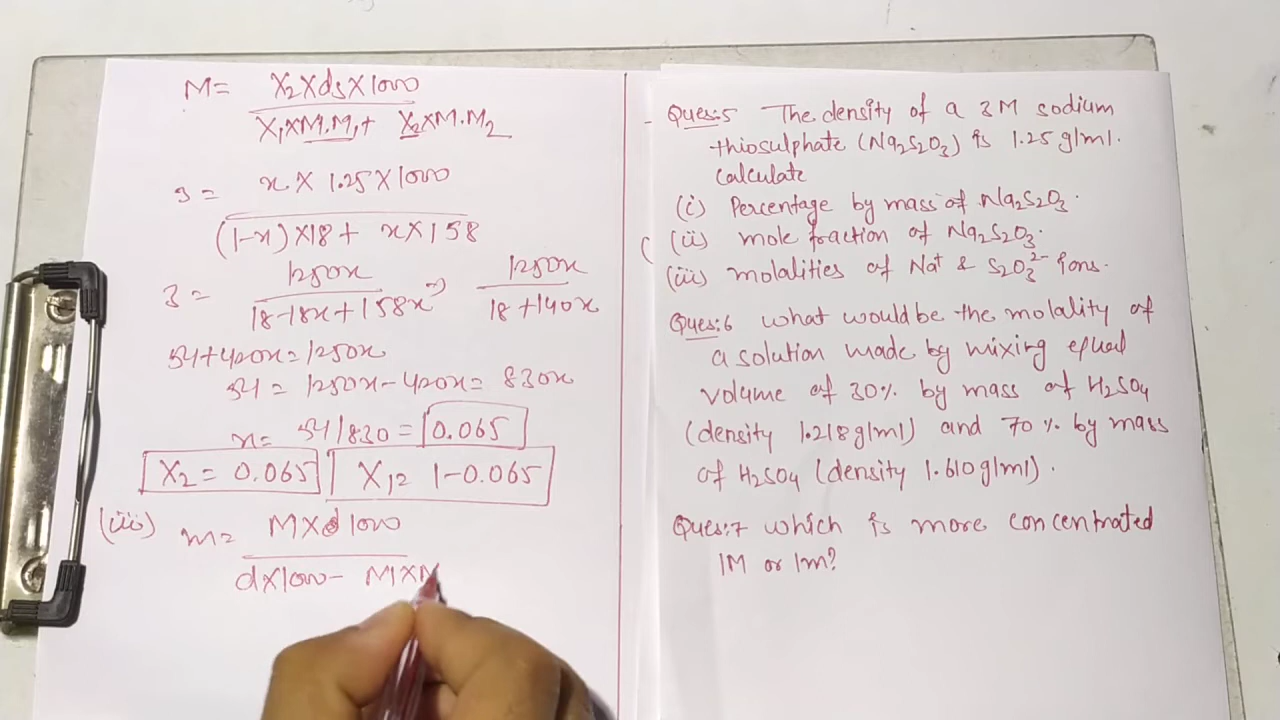 M = X2 X ds X 1000
X1 X M.M1 + X2 X M.M2
3 = x X 1.25 X 1000
(1-x) X 18 + x X 158
3 = 1250x ⇒ 1250x
18-18x+158x 18+140x
54+420x = 1250x
54 = 1250x - 420x = 830x
x = 54/830 = 0.065
X2 = 0.065 X1 = 1-0.065
(iii) m = M X 1000
d X 1000 - M X M
Ques:5 The density of a 3M sodium
thiosulphate (Na2S2O3) is 1.25 g/ml.
calculate
(i) Percentage by mass of Na2S2O3.
(ii) mole fraction of Na2S2O3.
(iii) molalities of Na+ & S2O3 2- ions.
Ques:6 what would be the molality of
a solution made by mixing equal
volume of 30% by mass of H2SO4
(density 1.218 g/ml) and 70% by mass
of H2SO4 (density 1.610 g/ml).
Ques:7 which is more concentrated
1M or 1m?